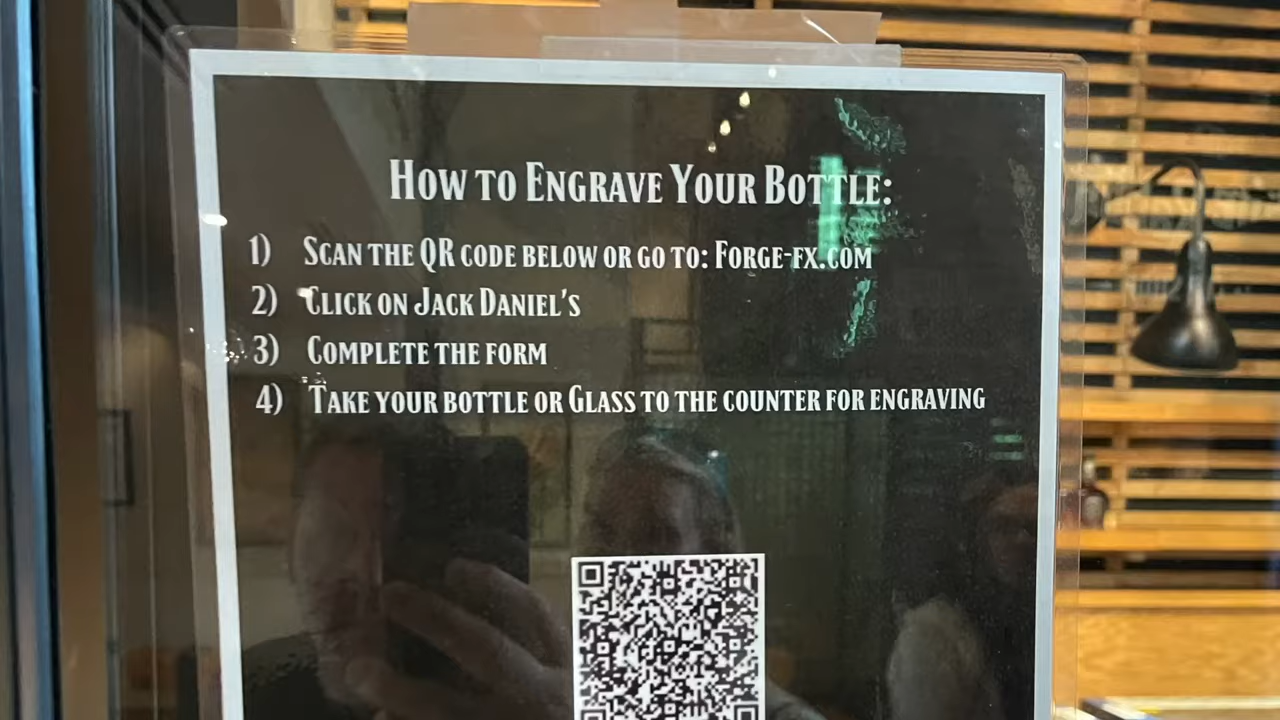 How to Engrave Your Bottle:
1) Scan the QR code below or go to: Forge-fx.com
2) Click on Jack Daniel's
3) Complete the form
4) Take your bottle or Glass to the counter for engraving